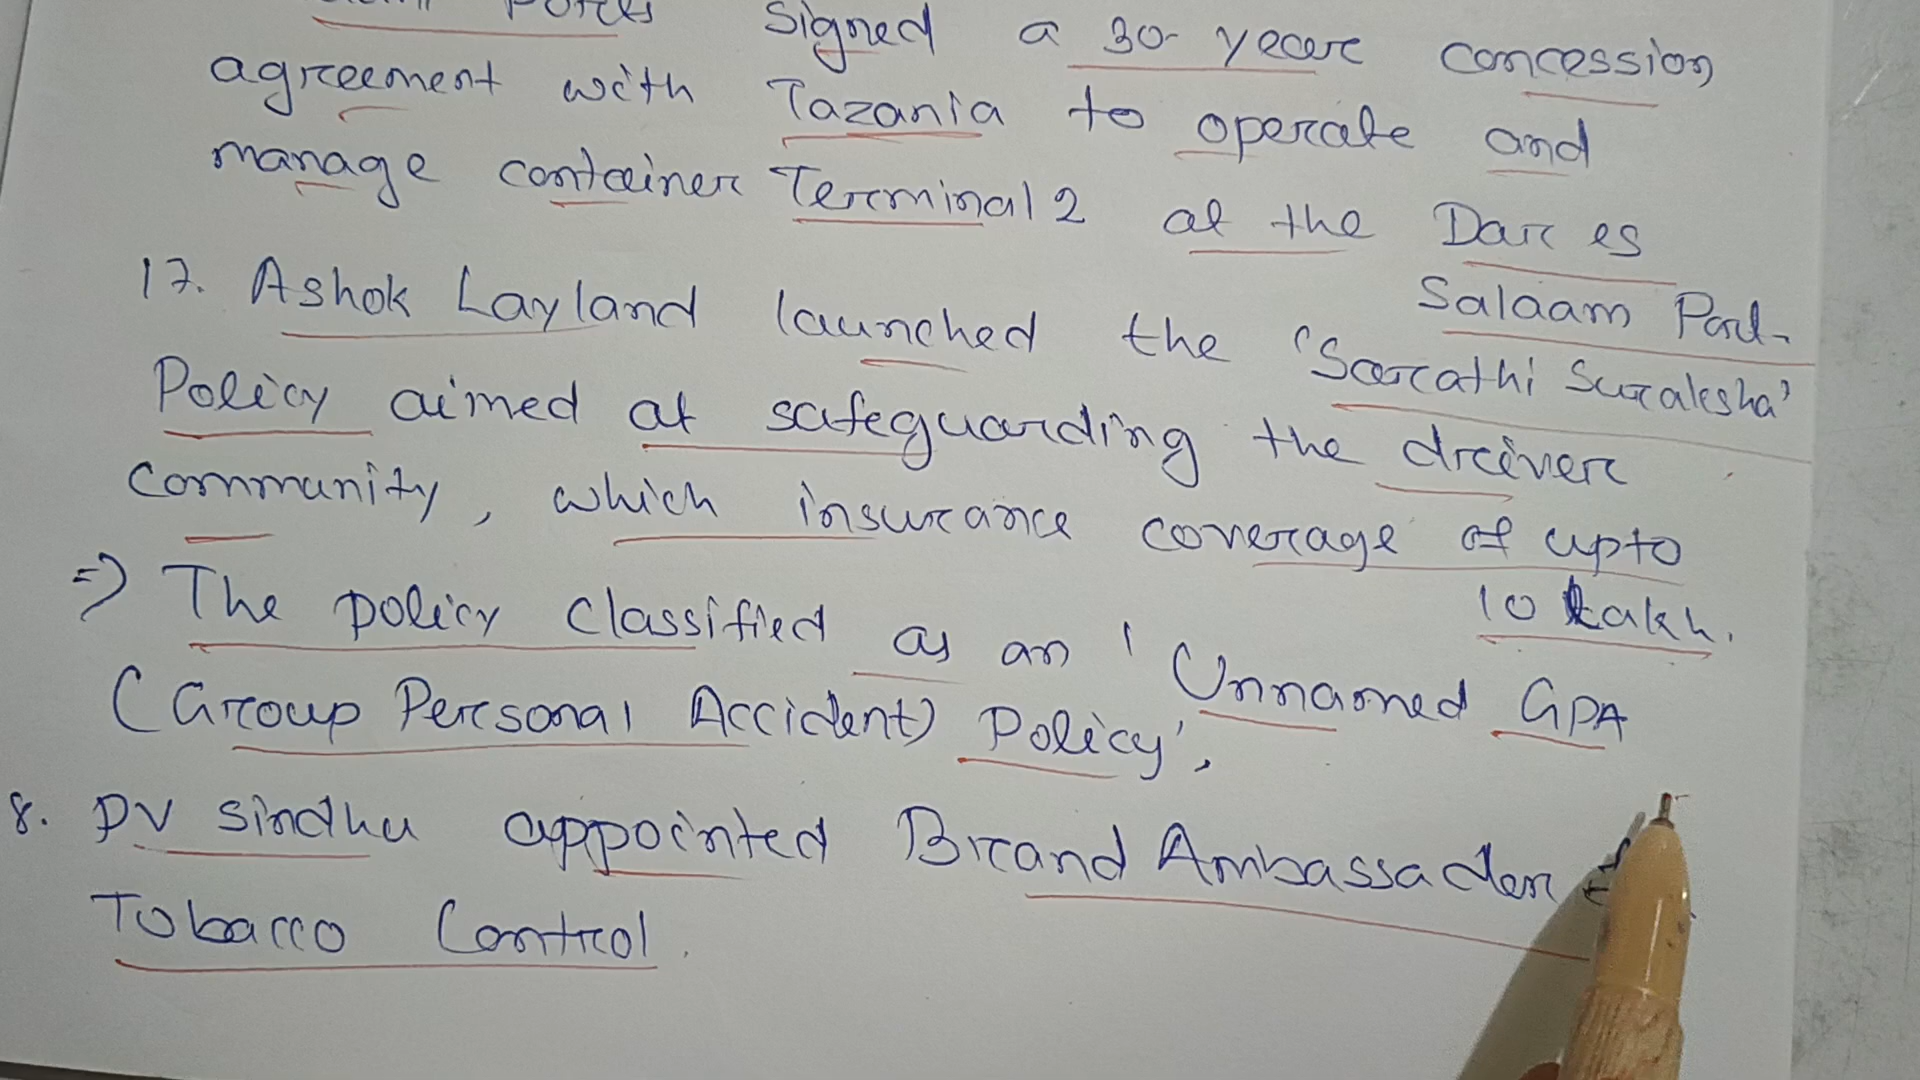 Ports signed a 30-year concession
agreement with Tazania to operate and
manage container Terminal 2 at the Dar es
Salaam Port.
17. Ashok Layland launched the 'Sarathi Suraksha'
Policy aimed at safeguarding the driver
community, which insurance coverage of upto
10 Lakh.
=> The policy classified as an ' Unnamed GPA
(Group Personal Accident) Policy',
8. PV Sindhu appointed Brand Ambassador
Tobacco Control.